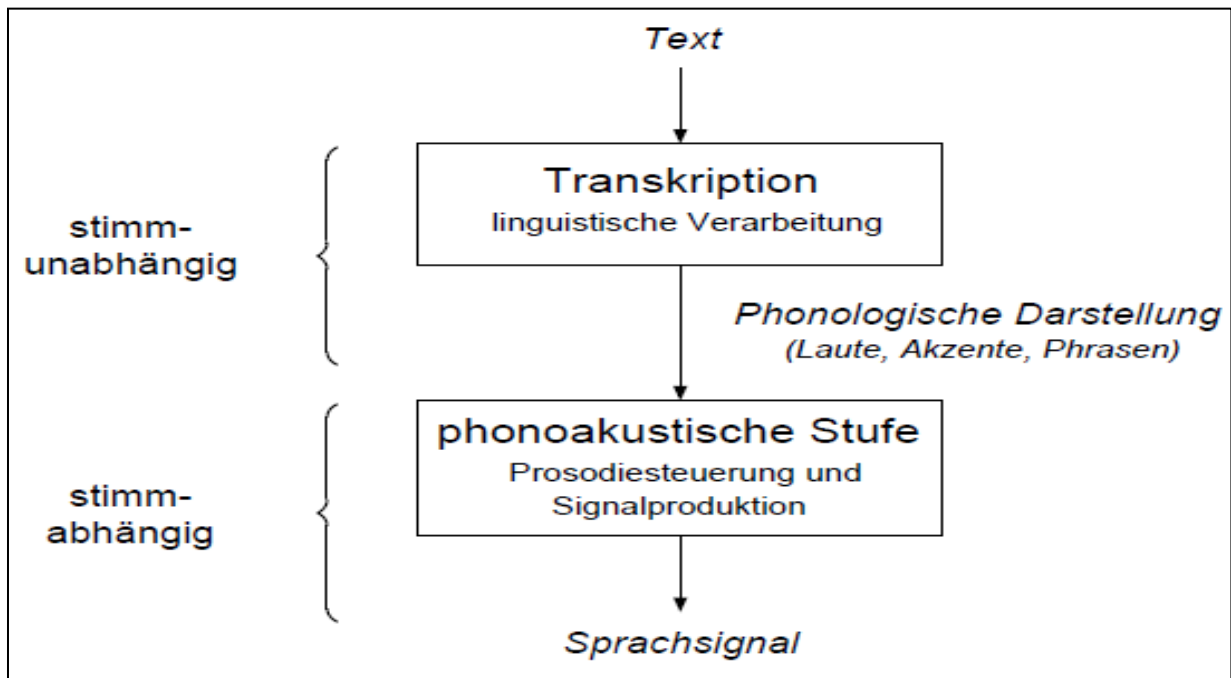 Text
Transkription
linguistische Verarbeitung
stimm-
unabhängig
Phonologische Darstellung
(Laute, Akzente, Phrasen)
phonoakustische Stufe
Prosodiesteuerung und
Signalproduktion
stimm-
abhängig
Sprachsignal